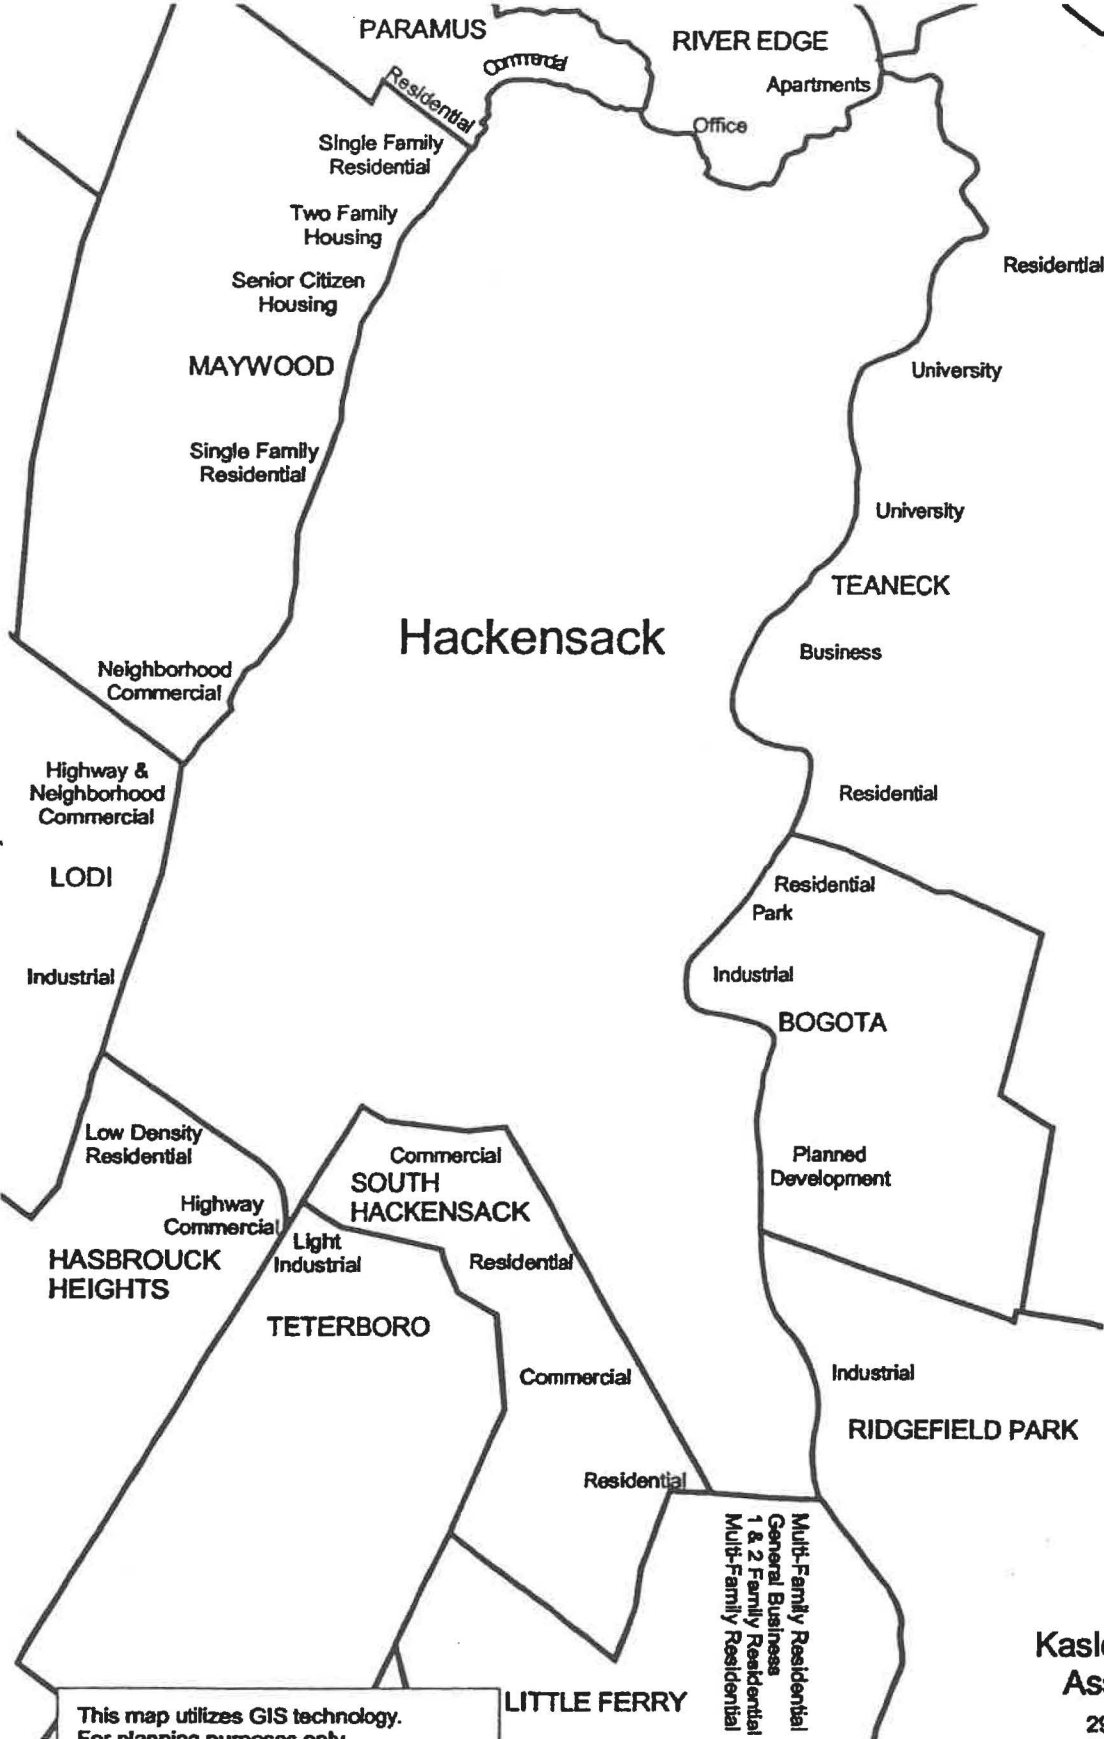 PARAMUS
RIVER EDGE
Commercial
Residential
Apartments
Office
Single Family
Residential
Two Family
Housing
Senior Citizen
Housing
Residential
MAYWOOD
University
Single Family
Residential
University
TEANECK
Hackensack
Business
Neighborhood
Commercial
Highway &
Neighborhood
Commercial
Residential
LODI
Residential
Park
Industrial
Industrial
BOGOTA
Low Density
Residential
Commercial
Planned
Development
SOUTH
HACKENSACK
Highway
Commercial
Light
Industrial
HASBROUCK
HEIGHTS
Residential
TETERBORO
Commercial
Industrial
RIDGEFIELD PARK
Residential
Multi-Family Residential
General Business
1 & 2 Family Residential
Multi-Family Residential
LITTLE FERRY
This map utilizes GIS technology.
For planning purposes only